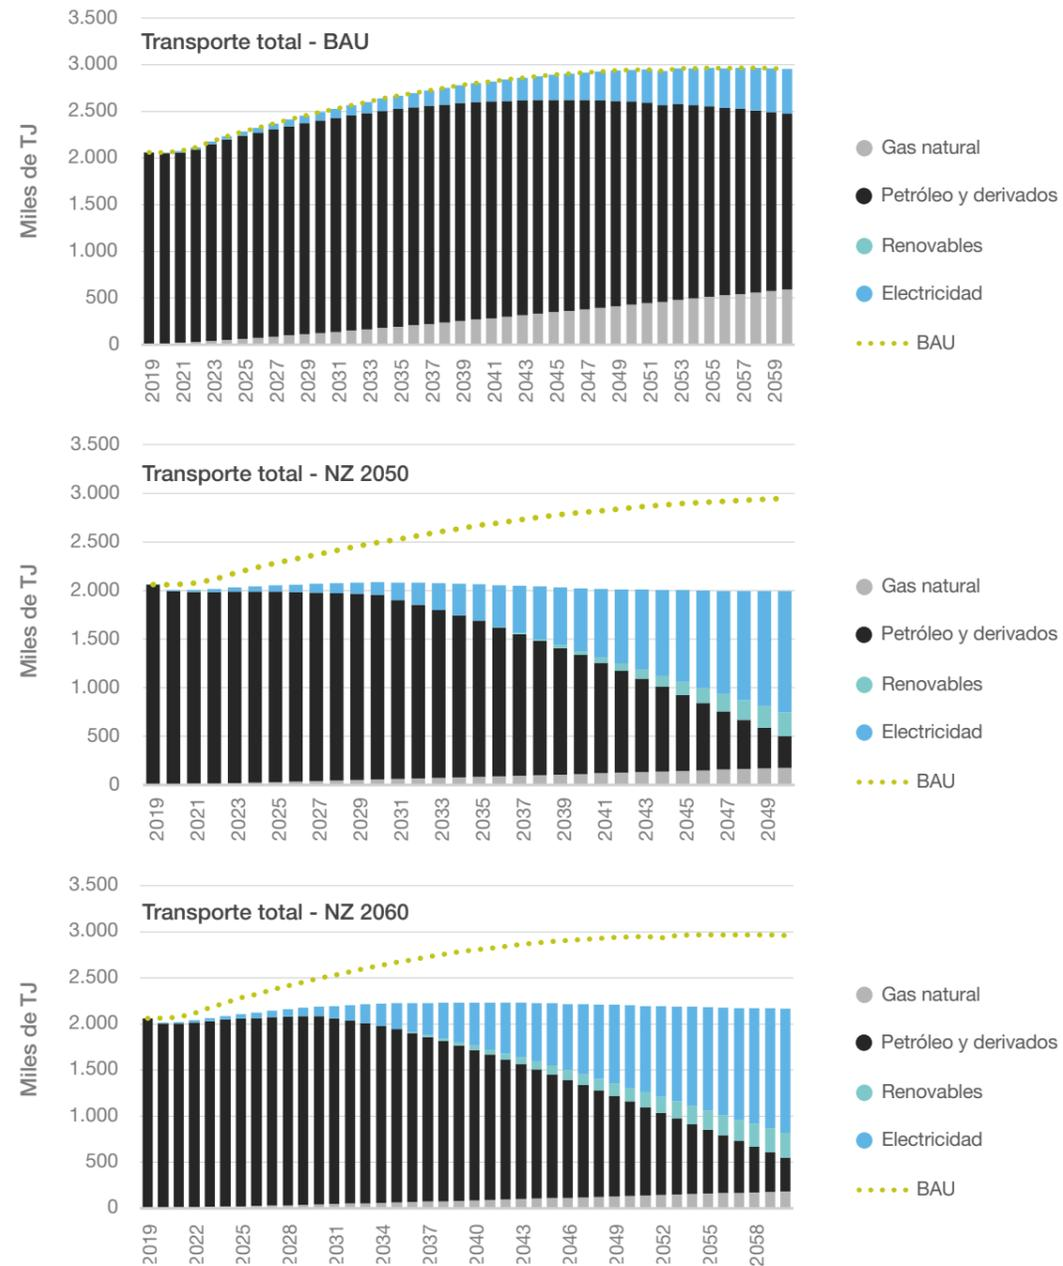 Transporte total - BAU
Miles de TJ
3.500
3.000
2.500
2.000
1.500
1.000
500
0
2019 2021 2023 2025 2027 2029 2031 2033 2035 2037 2039 2041 2043 2045 2047 2049 2051 2053 2055 2057 2059
Gas natural
Petróleo y derivados
Renovables
Electricidad
BAU
Transporte total - NZ 2050
Miles de TJ
3.500
3.000
2.500
2.000
1.500
1.000
500
0
2019 2021 2023 2025 2027 2029 2031 2033 2035 2037 2039 2041 2043 2045 2047 2049
Gas natural
Petróleo y derivados
Renovables
Electricidad
BAU
Transporte total - NZ 2060
Miles de TJ
3.500
3.000
2.500
2.000
1.500
1.000
500
0
2019 2022 2025 2028 2031 2034 2037 2040 2043 2046 2049 2052 2055 2058
Gas natural
Petróleo y derivados
Renovables
Electricidad
BAU